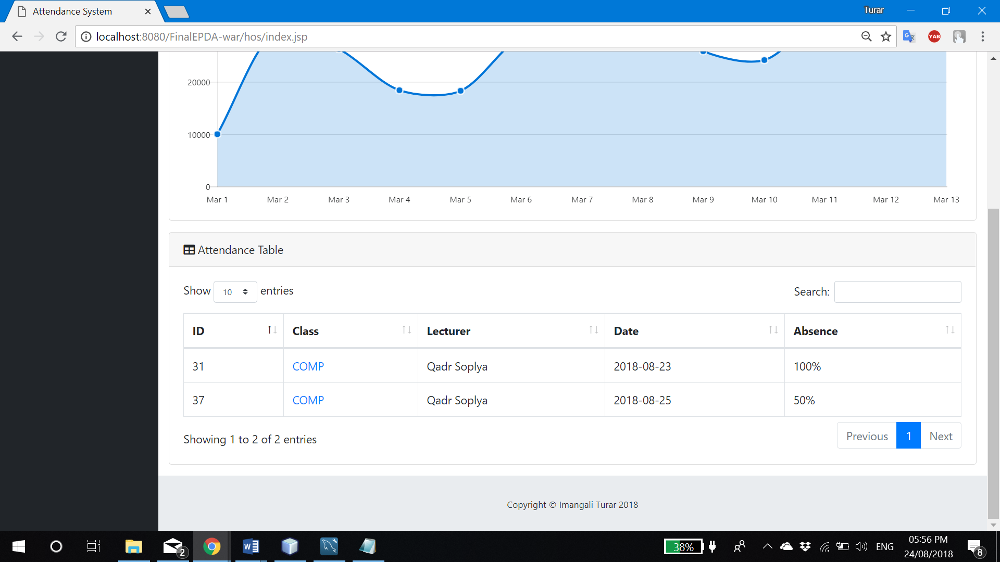 Attendance System
Turar
localhost:8080/FinalEPDA-war/hos/index.jsp
YAB
20000
10000
0
Mar 1 Mar 2 Mar 3 Mar 4 Mar 5 Mar 6 Mar 7 Mar 8 Mar 9 Mar 10 Mar 11 Mar 12 Mar 13
Attendance Table
Show 10 entries Search:
ID Class Lecturer Date Absence
31 COMP Qadr Soplya 2018-08-23 100%
37 COMP Qadr Soplya 2018-08-25 50%
Showing 1 to 2 of 2 entries Previous 1 Next
Copyright © Imangali Turar 2018
2 38% ENG 05:56 PM
24/08/2018 8